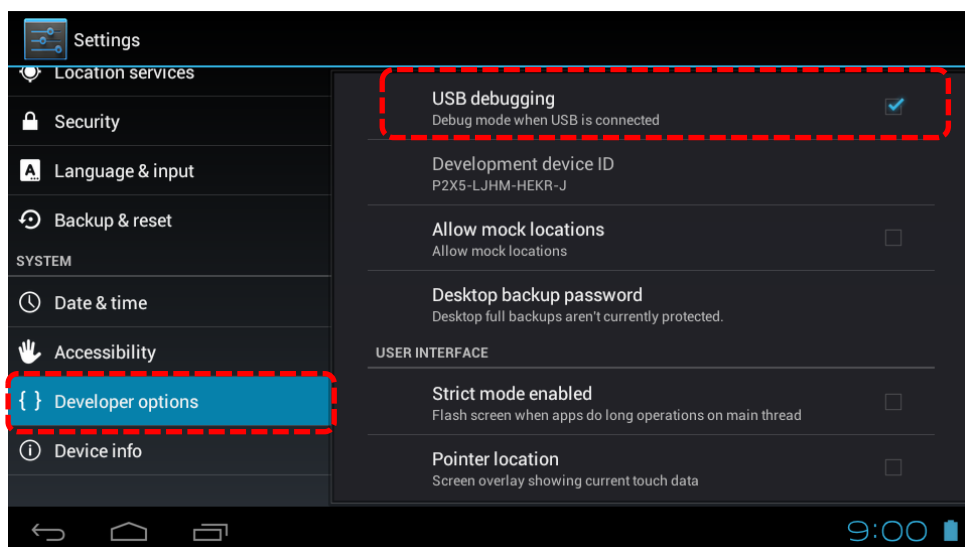 Settings
Location services
Security
Language & input
Backup & reset
SYSTEM
Date & time
Accessibility
{ } Developer options
Device info
USB debugging
Debug mode when USB is connected
Development device ID
P2X5-LJHM-HEKR-J
Allow mock locations
Allow mock locations
Desktop backup password
Desktop full backups aren't currently protected.
USER INTERFACE
Strict mode enabled
Flash screen when apps do long operations on main thread
Pointer location
Screen overlay showing current touch data
9:00